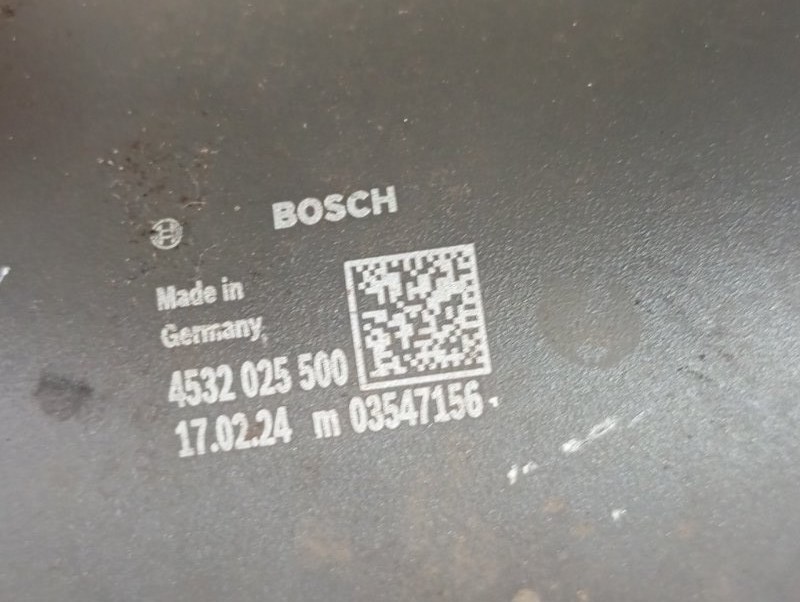 BOSCH
Made in
Germany
4532 025 500
17.02.24 m 03547156